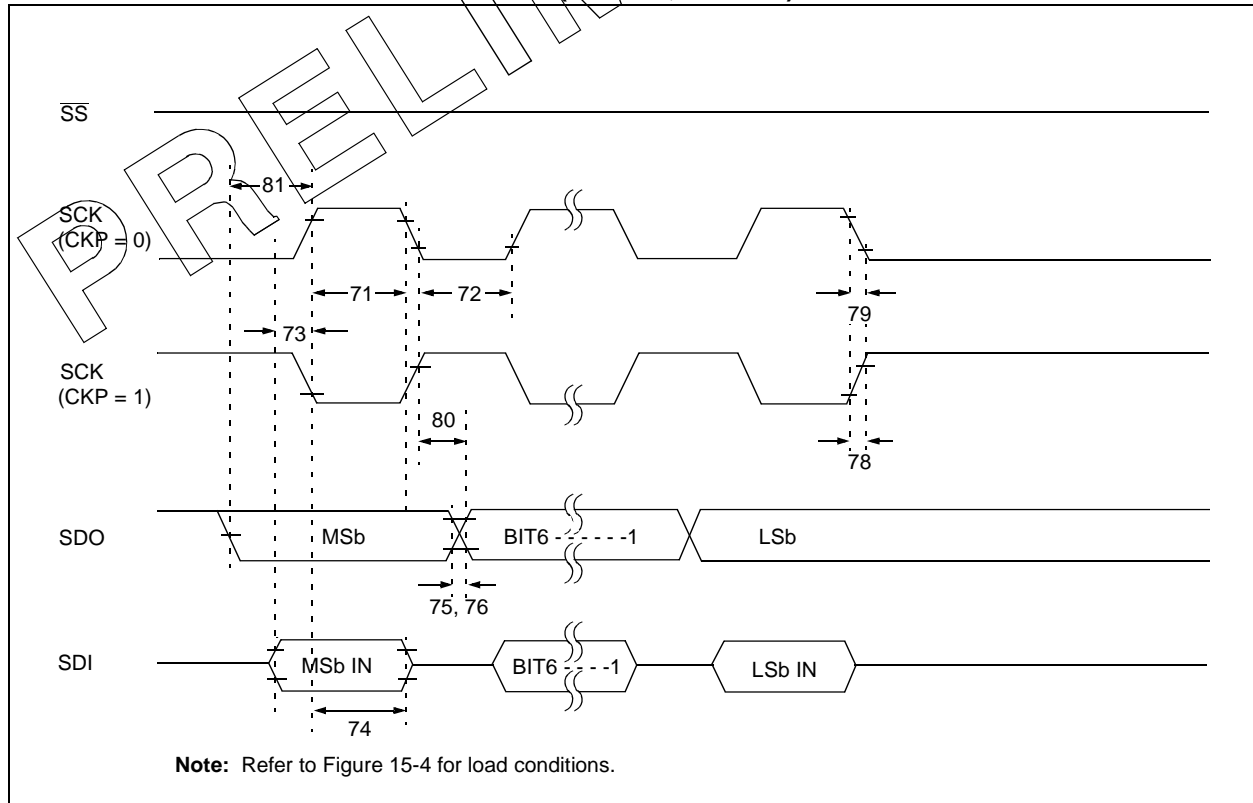 PRELIM
SS
81
SCK
(CKP = 0)
71
72
79
73
SCK
(CKP = 1)
80
78
SDO
MSb
BIT6 - - - - - -1
LSb
75, 76
SDI
MSb IN
BIT6 - - - -1
LSb IN
74
Note: Refer to Figure 15-4 for load conditions.